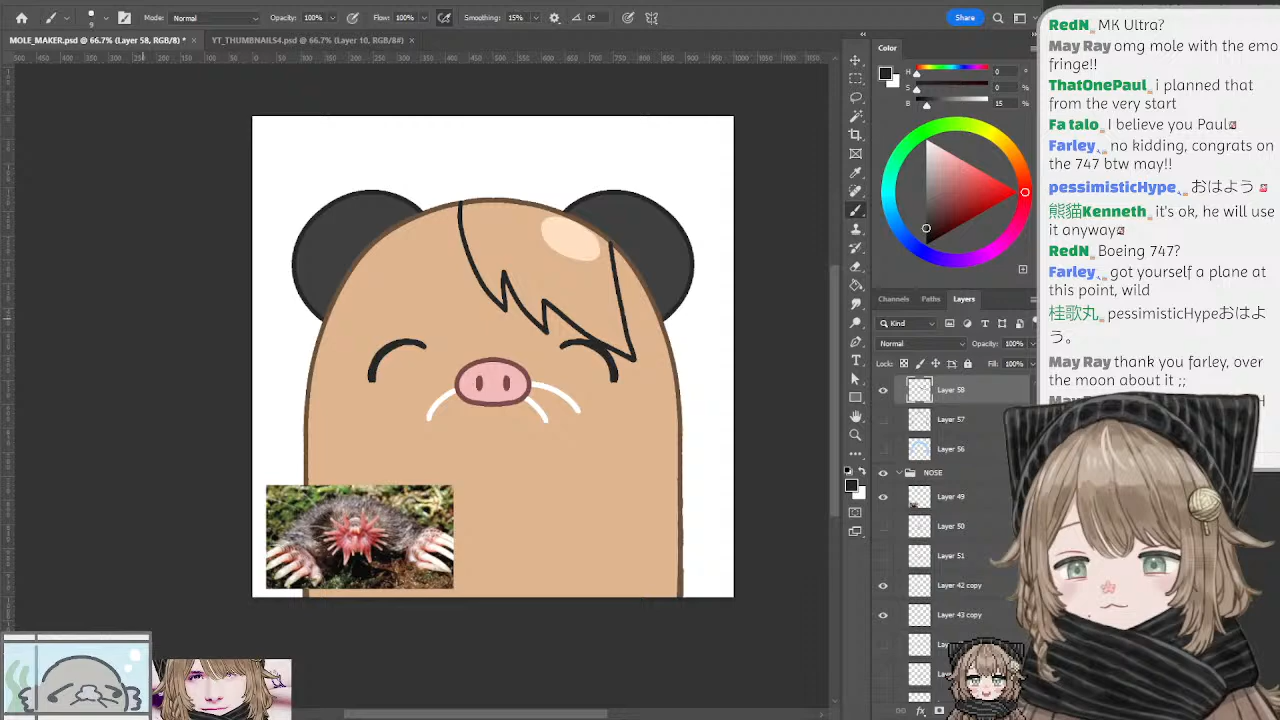 Mode: Normal Opacity: 100% Flow: 100% Smoothing: 15% 0° Share
MOLE_MAKER.psd @ 66.7% (Layer 58, RGB/8) * × YT_THUMBNAILS4.psd @ 66.7% (Layer 10, RGB/8#) ×
Color
H 0 °
S 0 %
B 15 %
Channels Paths Layers
Kind
Normal Opacity: 100%
Lock: Fill: 100%
Layer 58
Layer 57
Layer 56
NOSE
Layer 49
Layer 50
Layer 51
Layer 42 copy
Layer 43 copy
fx
RedN MK Ultra?
May Ray omg mole with the emo
fringe!!
ThatOnePaul i planned that
from the very start
Fa talo I believe you Paul
Farley no kidding, congrats on
the 747 btw may!!
pessimisticHype おはよう
熊貓Kenneth it's ok, he will use
it anyway
RedN Boeing 747?
Farley got yourself a plane at
this point, wild
桂歌丸 pessimisticHypeおはよ
う。
May Ray thank you farley, over
the moon about it ;;